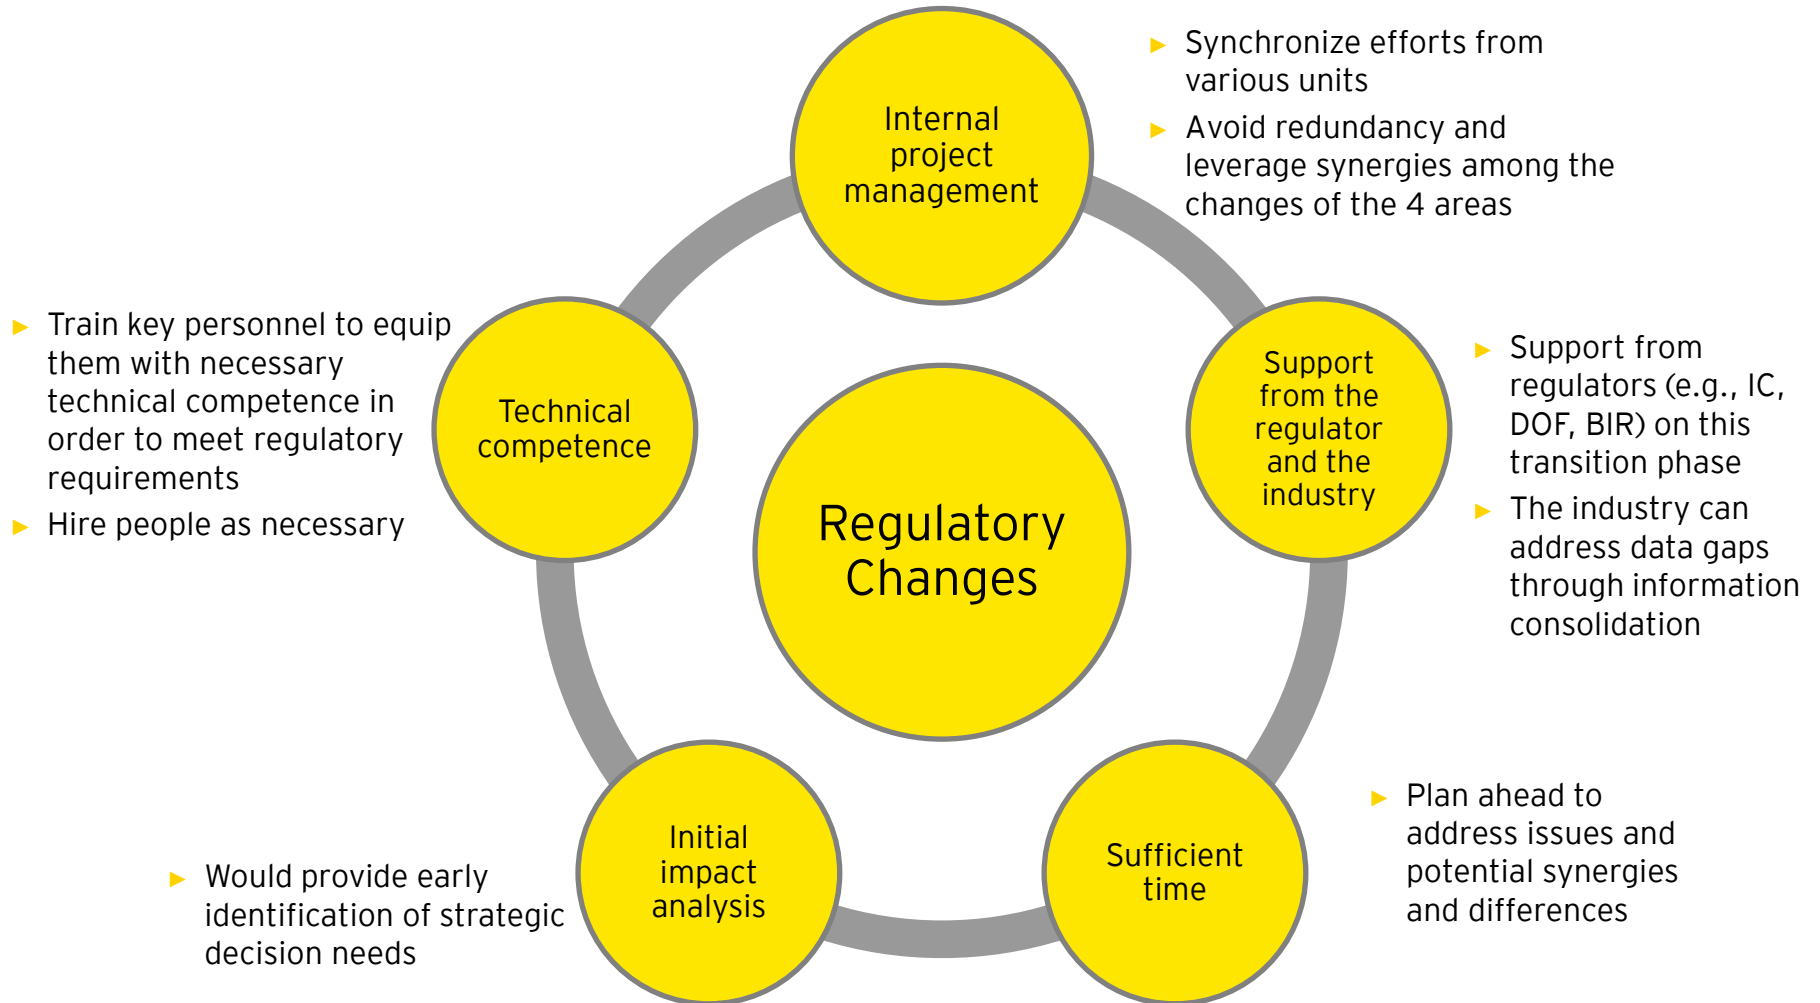 Internal
project
management
► Synchronize efforts from
various units
► Avoid redundancy and
leverage synergies among the
changes of the 4 areas
Support
from the
regulator
and the
industry
► Support from
regulators (e.g., IC,
DOF, BIR) on this
transition phase
► The industry can
address data gaps
through information
consolidation
Sufficient
time
► Plan ahead to
address issues and
potential synergies
and differences
Initial
impact
analysis
► Would provide early
identification of strategic
decision needs
Technical
competence
► Train key personnel to equip
them with necessary
technical competence in
order to meet regulatory
requirements
► Hire people as necessary
Regulatory
Changes